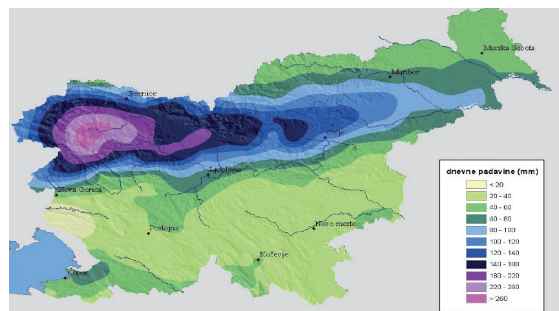 Murska Sobota
Maribor
Jesenice
Celje
Ljubljana
Nova Gorica
Postojna
Novo mesto
Kočevje
Koper
dnevne padavine (mm)
< 20
20 - 40
40 - 60
60 - 80
80 - 100
100 - 120
120 - 140
140 - 180
180 - 220
220 - 260
> 260